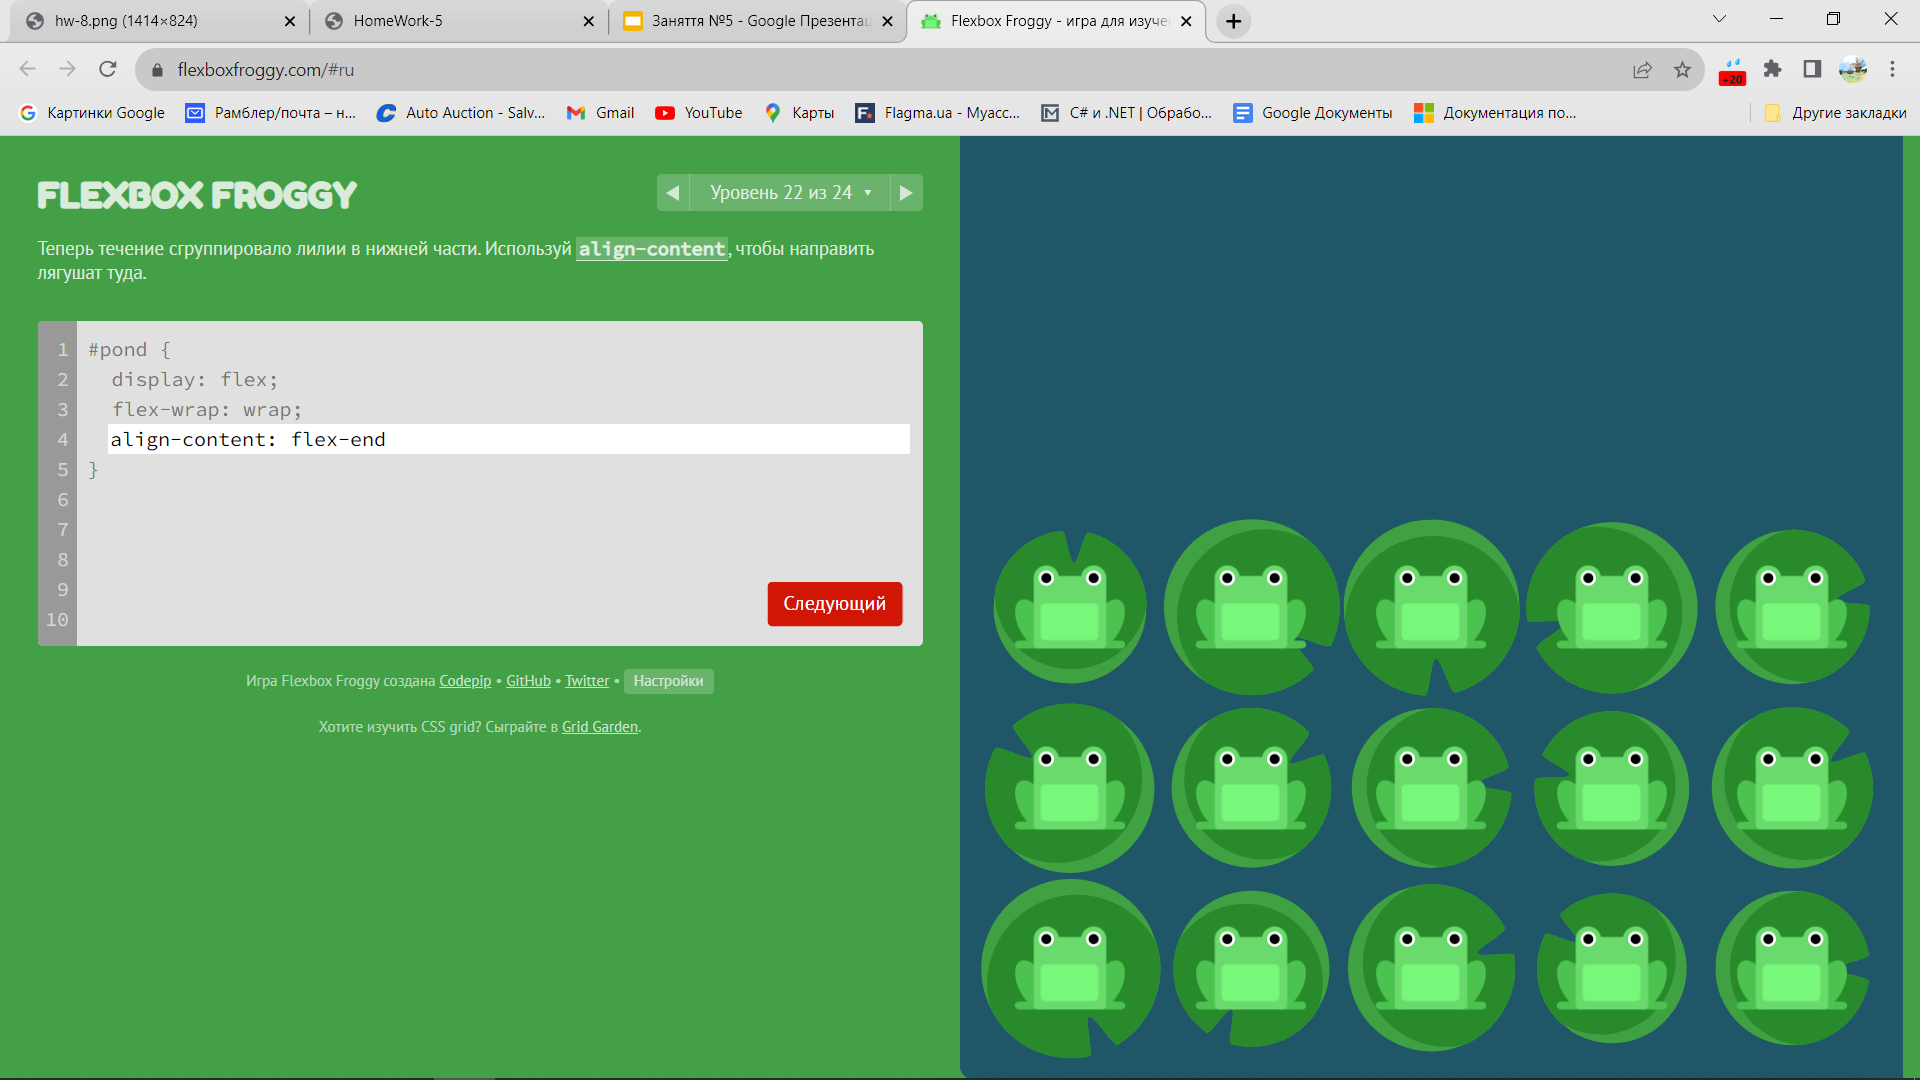 hw-8.png (1414×824)
HomeWork-5
Заняття №5 - Google Презентац
Flexbox Froggy - игра для изуче
flexboxfroggy.com/#ru
+20
Картинки Google
Рамблер/почта – н...
Auto Auction - Salv...
Gmail
YouTube
Карты
Flagma.ua - Муасс...
C# и .NET | Обрабо...
Google Документы
Документация по...
Другие закладки
FLEXBOX FROGGY
Уровень 22 из 24
Теперь течение сгруппировало лилии в нижней части. Используй align-content, чтобы направить
лягушат туда.
1 #pond {
2 display: flex;
3 flex-wrap: wrap;
4 align-content: flex-end
5 }
6
7
8
9
10
Следующий
Игра Flexbox Froggy создана Codepip • GitHub • Twitter • Настройки
Хотите изучить CSS grid? Сыграйте в Grid Garden.